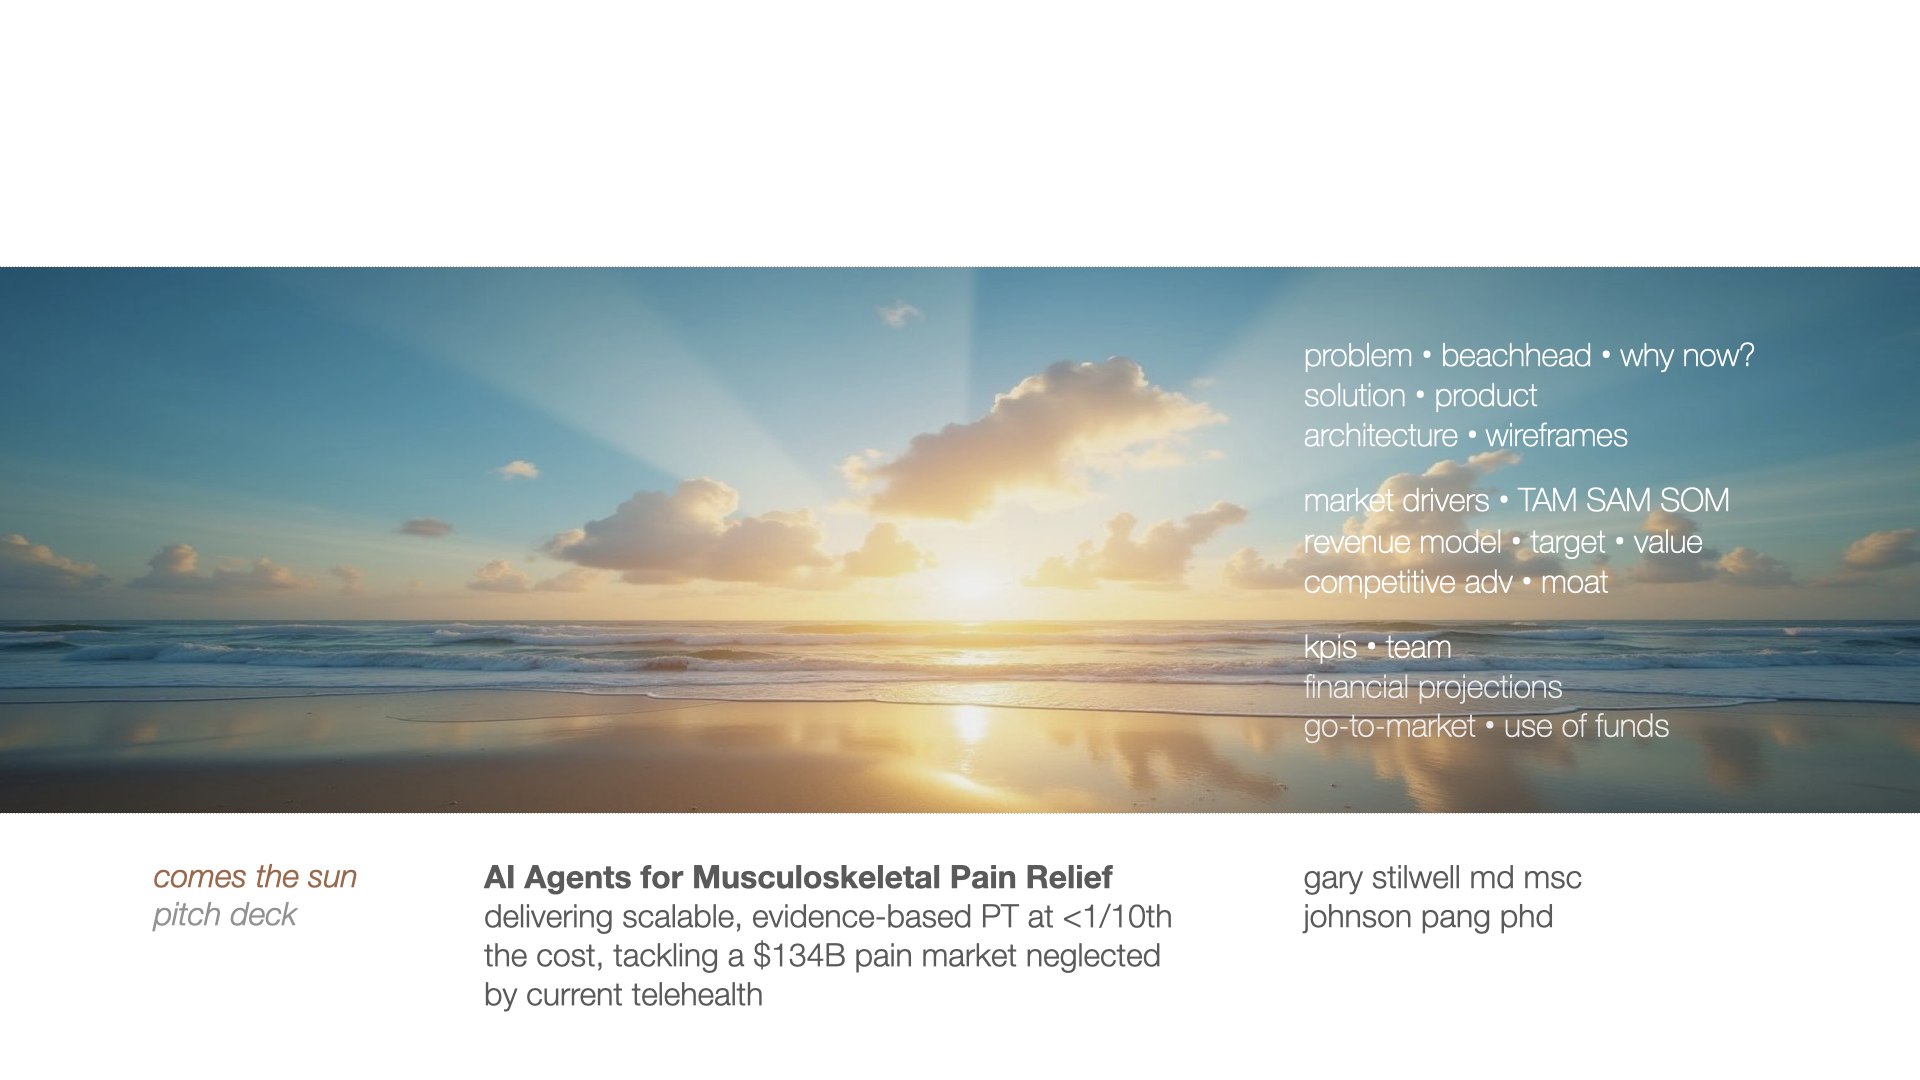 problem • beachhead • why now?
solution • product
architecture • wireframes
market drivers • TAM SAM SOM
revenue model • target • value
competitive adv • moat
kpis • team
financial projections
go-to-market • use of funds
comes the sun
pitch deck
AI Agents for Musculoskeletal Pain Relief
delivering scalable, evidence-based PT at <1/10th
the cost, tackling a $134B pain market neglected
by current telehealth
gary stilwell md msc
johnson pang phd